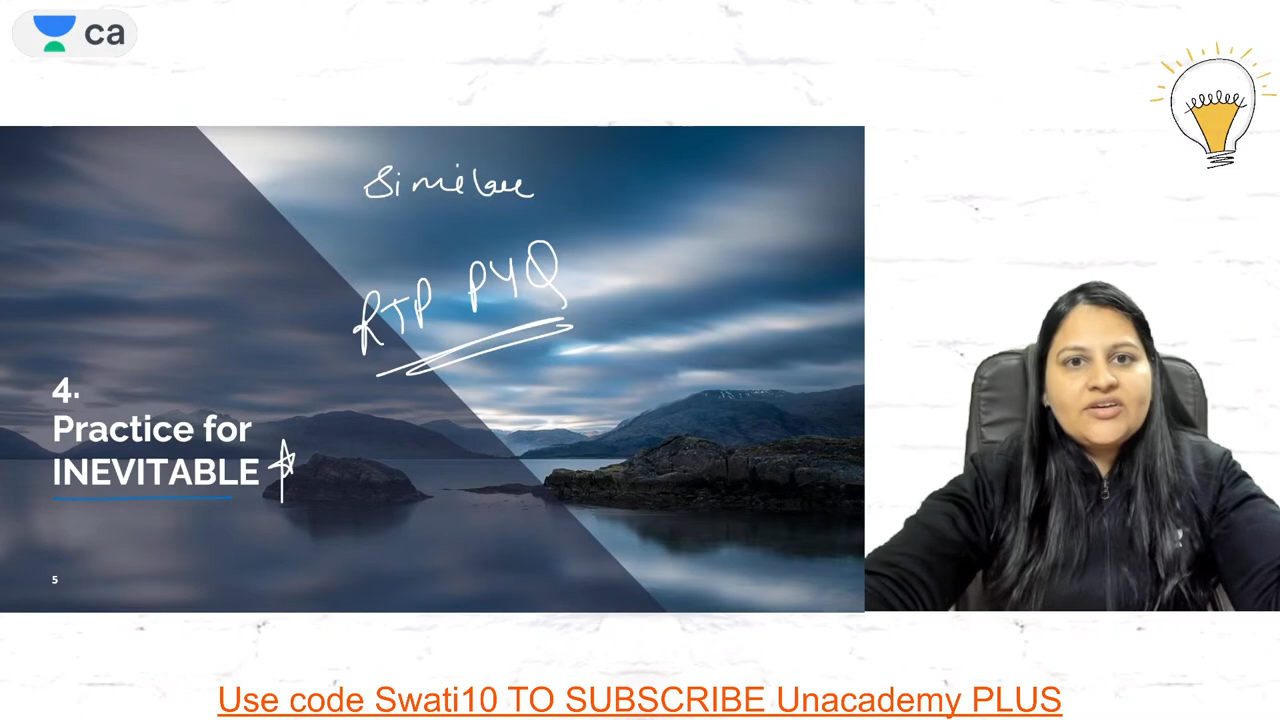 ca
Similar
RTP PYQ
4.
Practice for
INEVITABLE
5
Use code Swati10 TO SUBSCRIBE Unacademy PLUS